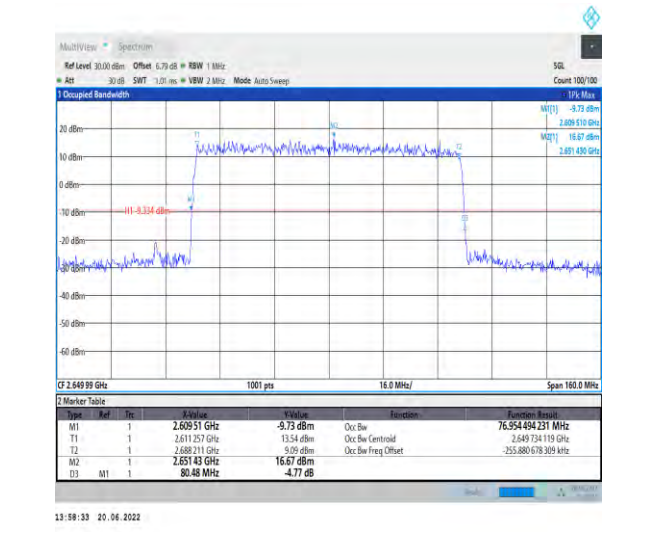 MultiView Spectrum
Ref Level 30.00 dBm Offset 6.79 dB RBW 1 MHz SGL
Att 30 dB SWT 1.01 ms VBW 2 MHz Mode Auto Sweep Count 100/100
1 Occupied Bandwidth 1Pk Max
M1[1] -9.73 dBm
2.609 510 GHz
M2[1] 16.67 dBm
2.651 430 GHz
M2
T1
T2
20 dBm
10 dBm
0 dBm
M1
-10 dBm
H1 -9.334 dBm
D3
-20 dBm
-30 dBm
-40 dBm
-50 dBm
-60 dBm
CF 2.649 99 GHz 1001 pts 16.0 MHz/ Span 160.0 MHz
2 Marker Table
Type Ref Trc X-Value Y-Value Function Function Result
M1 1 2.609 51 GHz -9.73 dBm Occ Bw 76.954 494 231 MHz
T1 1 2.611 257 GHz 13.54 dBm Occ Bw Centroid 2.649 734 119 GHz
T2 1 2.688 211 GHz 9.09 dBm Occ Bw Freq Offset -255.880 678 309 kHz
M2 1 2.651 43 GHz 16.67 dBm
D3 M1 1 80.48 MHz -4.77 dB
13:58:33 20.06.2022